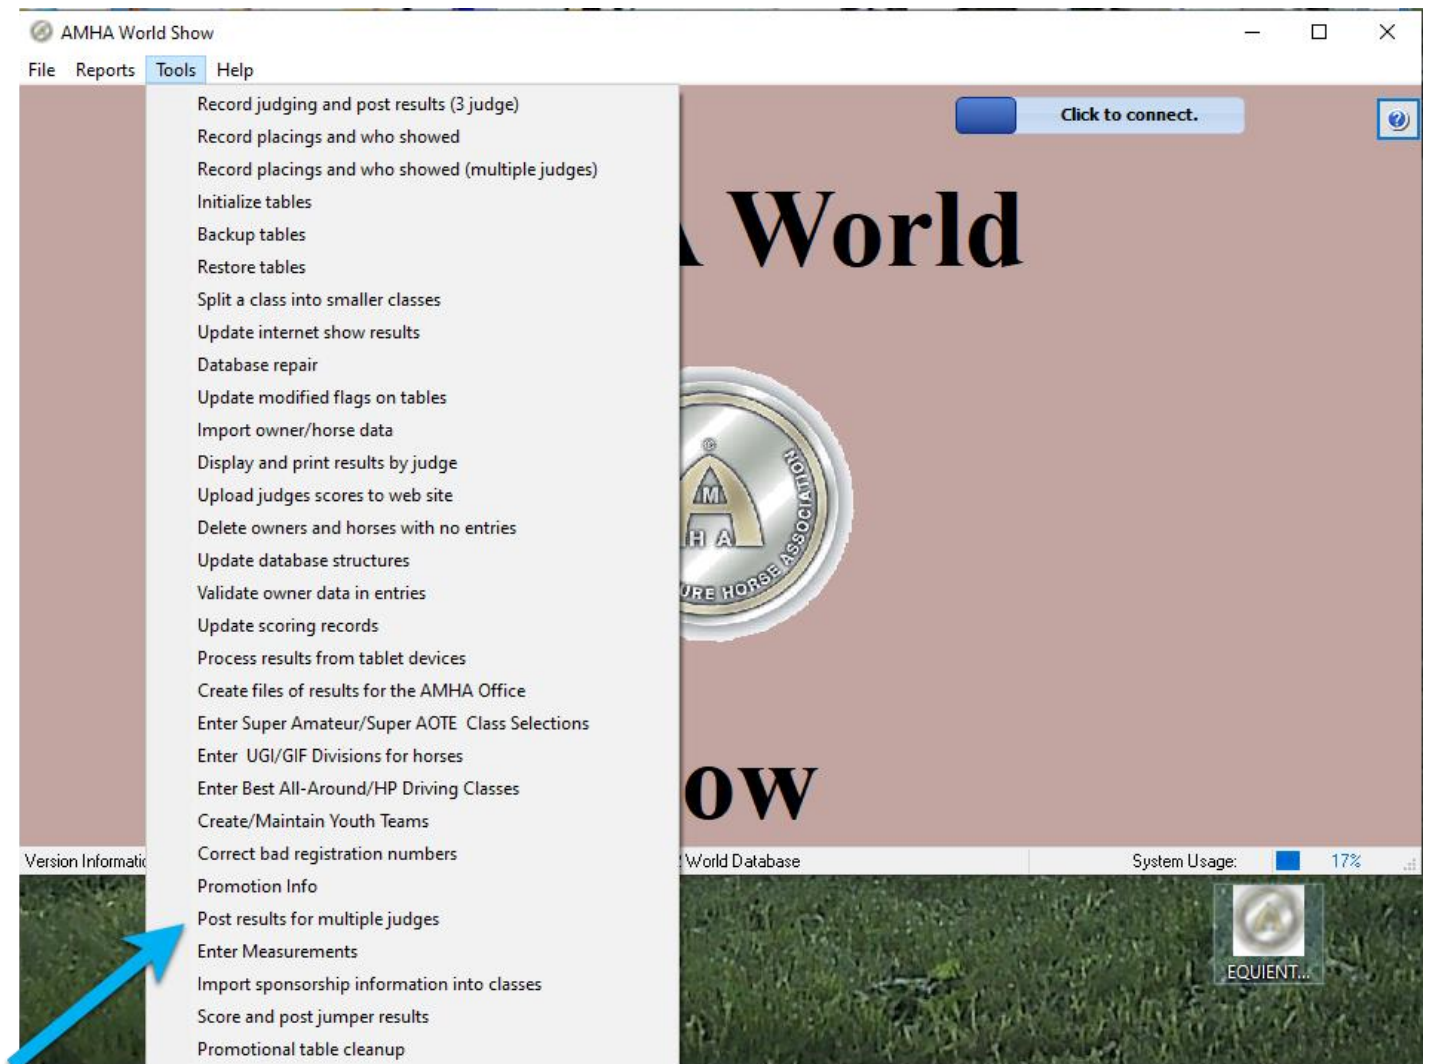 AMHA World Show
File Reports Tools Help
Record judging and post results (3 judge)
Record placings and who showed
Record placings and who showed (multiple judges)
Initialize tables
Backup tables
Restore tables
Split a class into smaller classes
Update internet show results
Database repair
Update modified flags on tables
Import owner/horse data
Display and print results by judge
Upload judges scores to web site
Delete owners and horses with no entries
Update database structures
Validate owner data in entries
Update scoring records
Process results from tablet devices
Create files of results for the AMHA Office
Enter Super Amateur/Super AOTE  Class Selections
Enter  UGI/GIF Divisions for horses
Enter Best All-Around/HP Driving Classes
Create/Maintain Youth Teams
Correct bad registration numbers
Promotion Info
Post results for multiple judges
Enter Measurements
Import sponsorship information into classes
Score and post jumper results
Promotional table cleanup
Click to connect.
World
©
AM
H A
URE HORSE ASSOCIATION
ow
Version Informati
World Database
System Usage:
17%
EQUIENT...